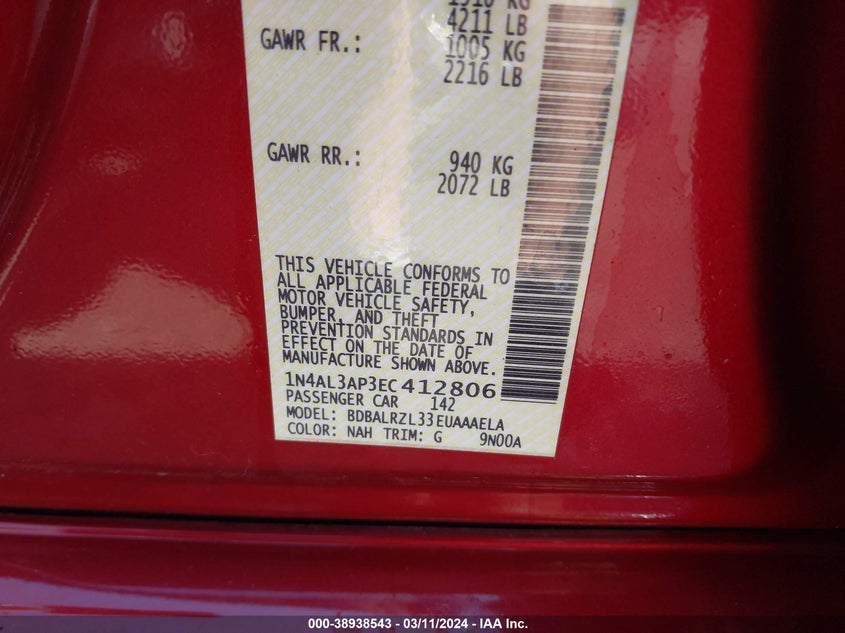 4211 LB
GAWR FR.: 1005 KG
2216 LB
GAWR RR.: 940 KG
2072 LB
THIS VEHICLE CONFORMS TO
ALL APPLICABLE FEDERAL
MOTOR VEHICLE SAFETY,
BUMPER, AND THEFT
PREVENTION STANDARDS IN
EFFECT ON THE DATE OF
MANUFACTURE SHOWN ABOVE.
1N4AL3AP3EC412806
PASSENGER CAR 142
MODEL: BDBALRZL33EUAAAELA
COLOR: NAH TRIM: G 9N00A
000-38938543 - 03/11/2024 - IAA Inc.